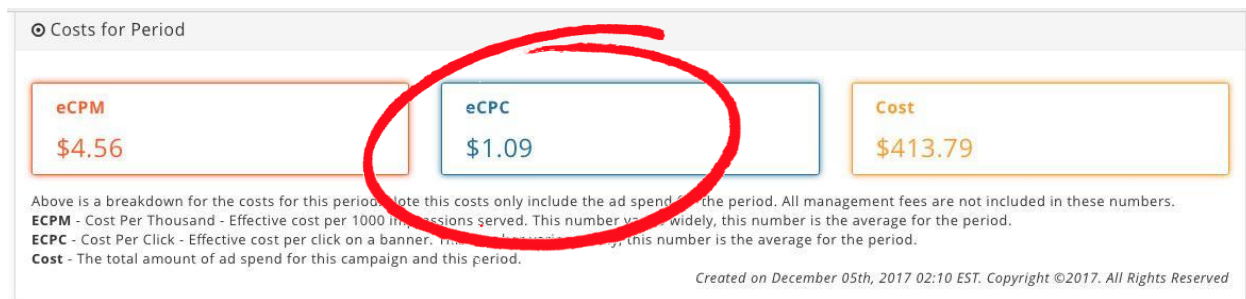 Costs for Period
eCPM
$4.56
eCPC
$1.09
Cost
$413.79
Above is a breakdown for the costs for this period. Note this costs only include the ad spend for the period. All management fees are not included in these numbers.
ECPM - Cost Per Thousand - Effective cost per 1000 impressions served. This number varies widely, this number is the average for the period.
ECPC - Cost Per Click - Effective cost per click on a banner. this number is the average for the period.
Cost - The total amount of ad spend for this campaign and this period.
Created on December 05th, 2017 02:10 EST. Copyright ©2017. All Rights Reserved